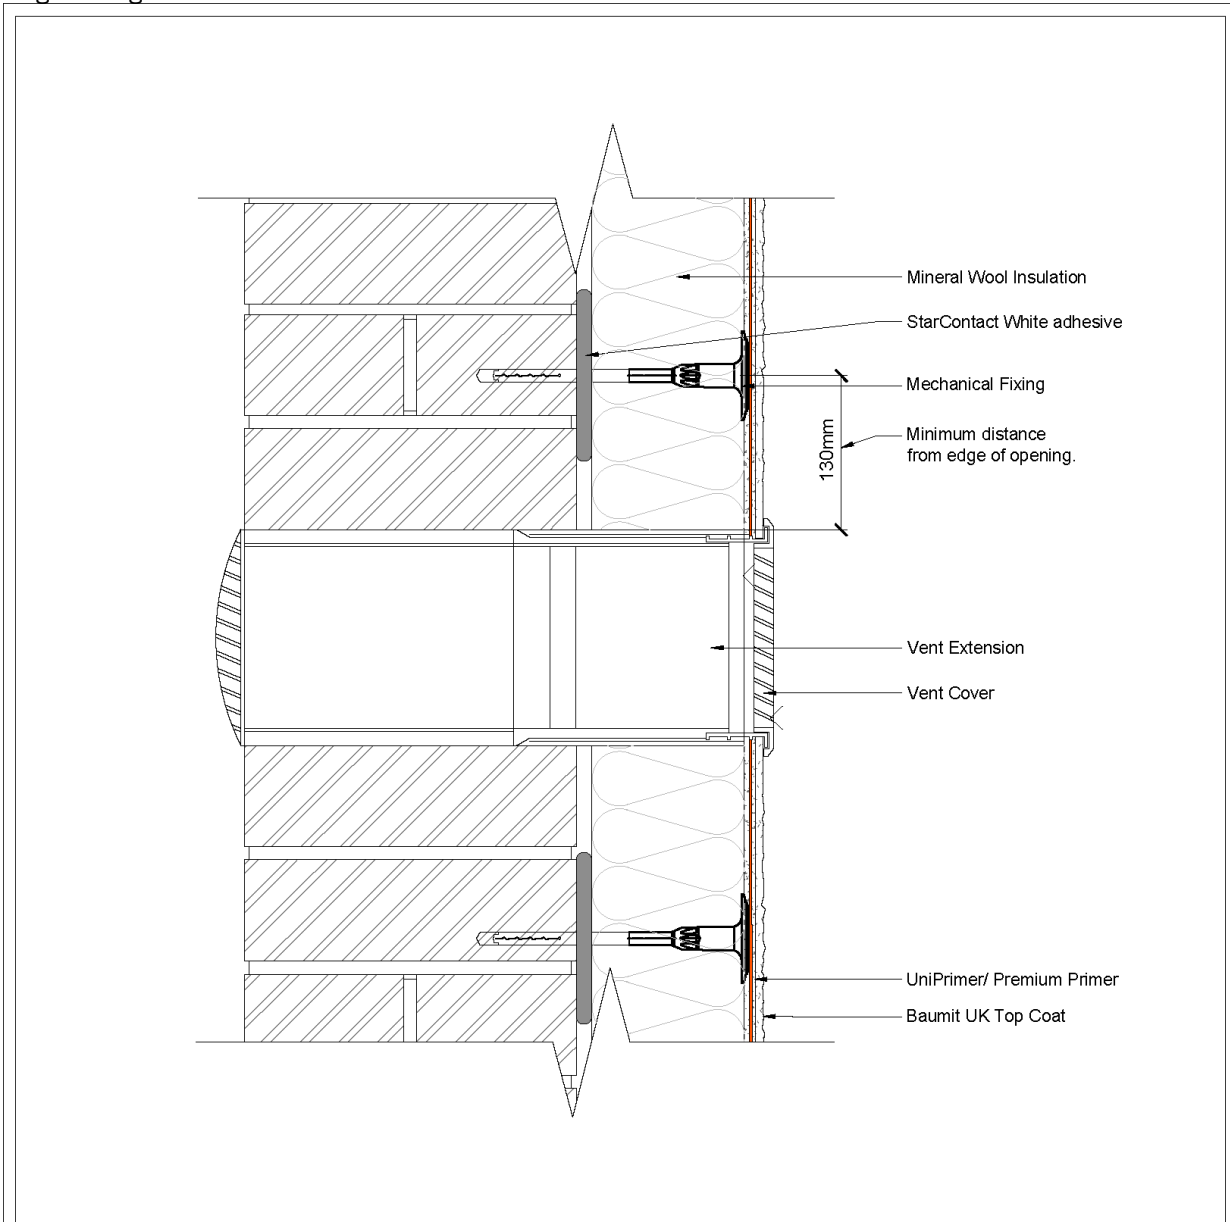 Mineral Wool Insulation
StarContact White adhesive
Mechanical Fixing
Minimum distance
from edge of opening.
130mm
Vent Extension
Vent Cover
UniPrimer/ Premium Primer
Baumit UK Top Coat